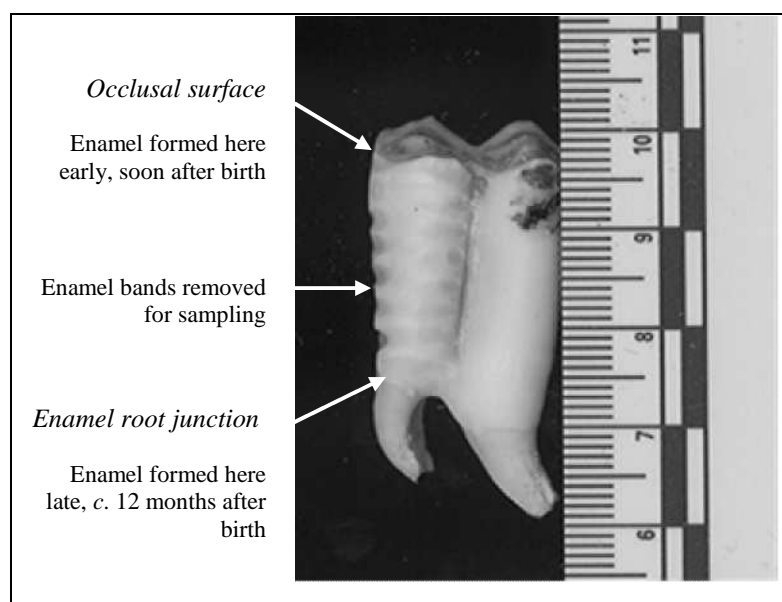 Occlusal surface
Enamel formed here
early, soon after birth
Enamel bands removed
for sampling
Enamel root junction
Enamel formed here
late, c. 12 months after
birth
11
10
9
8
7
6